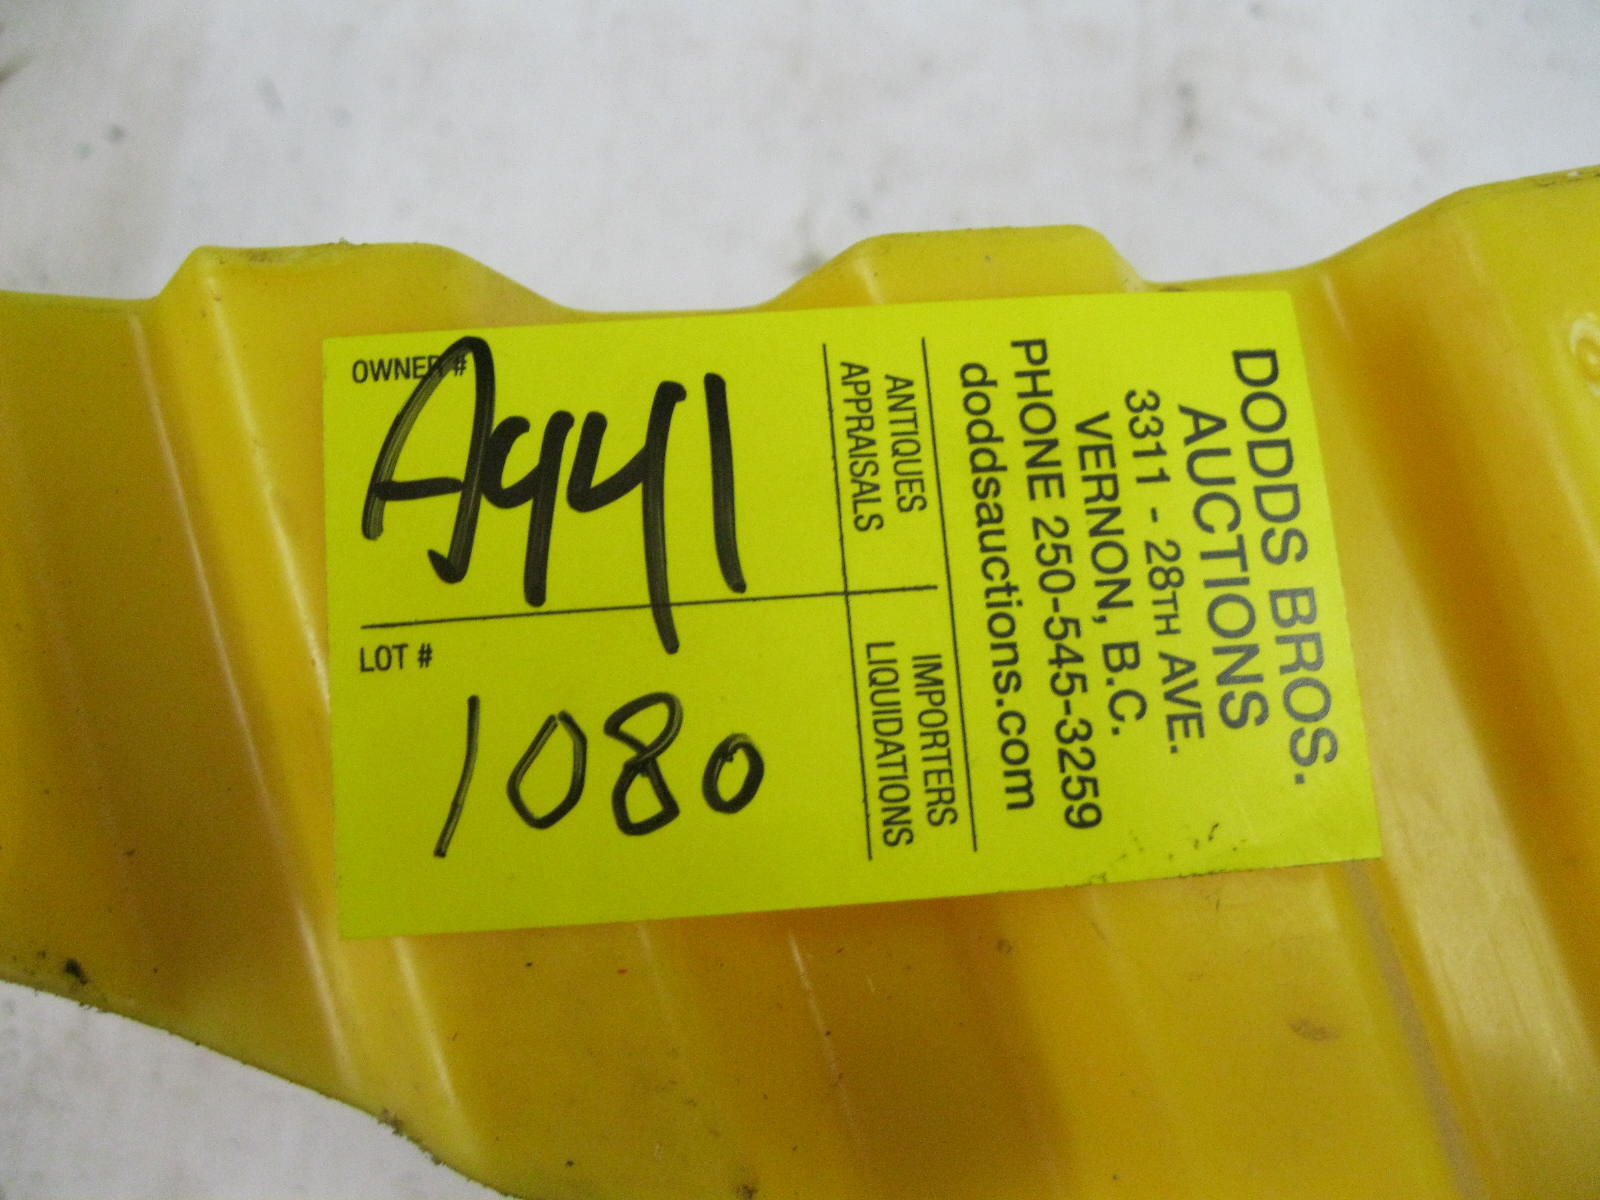 OWNER #
A941
LOT #
1080
DODDS BROS.
AUCTIONS
3311 - 28TH AVE.
VERNON, B.C.
PHONE 250-545-3259
doddsauctions.com
ANTIQUES IMPORTERS
APPRAISALS LIQUIDATIONS